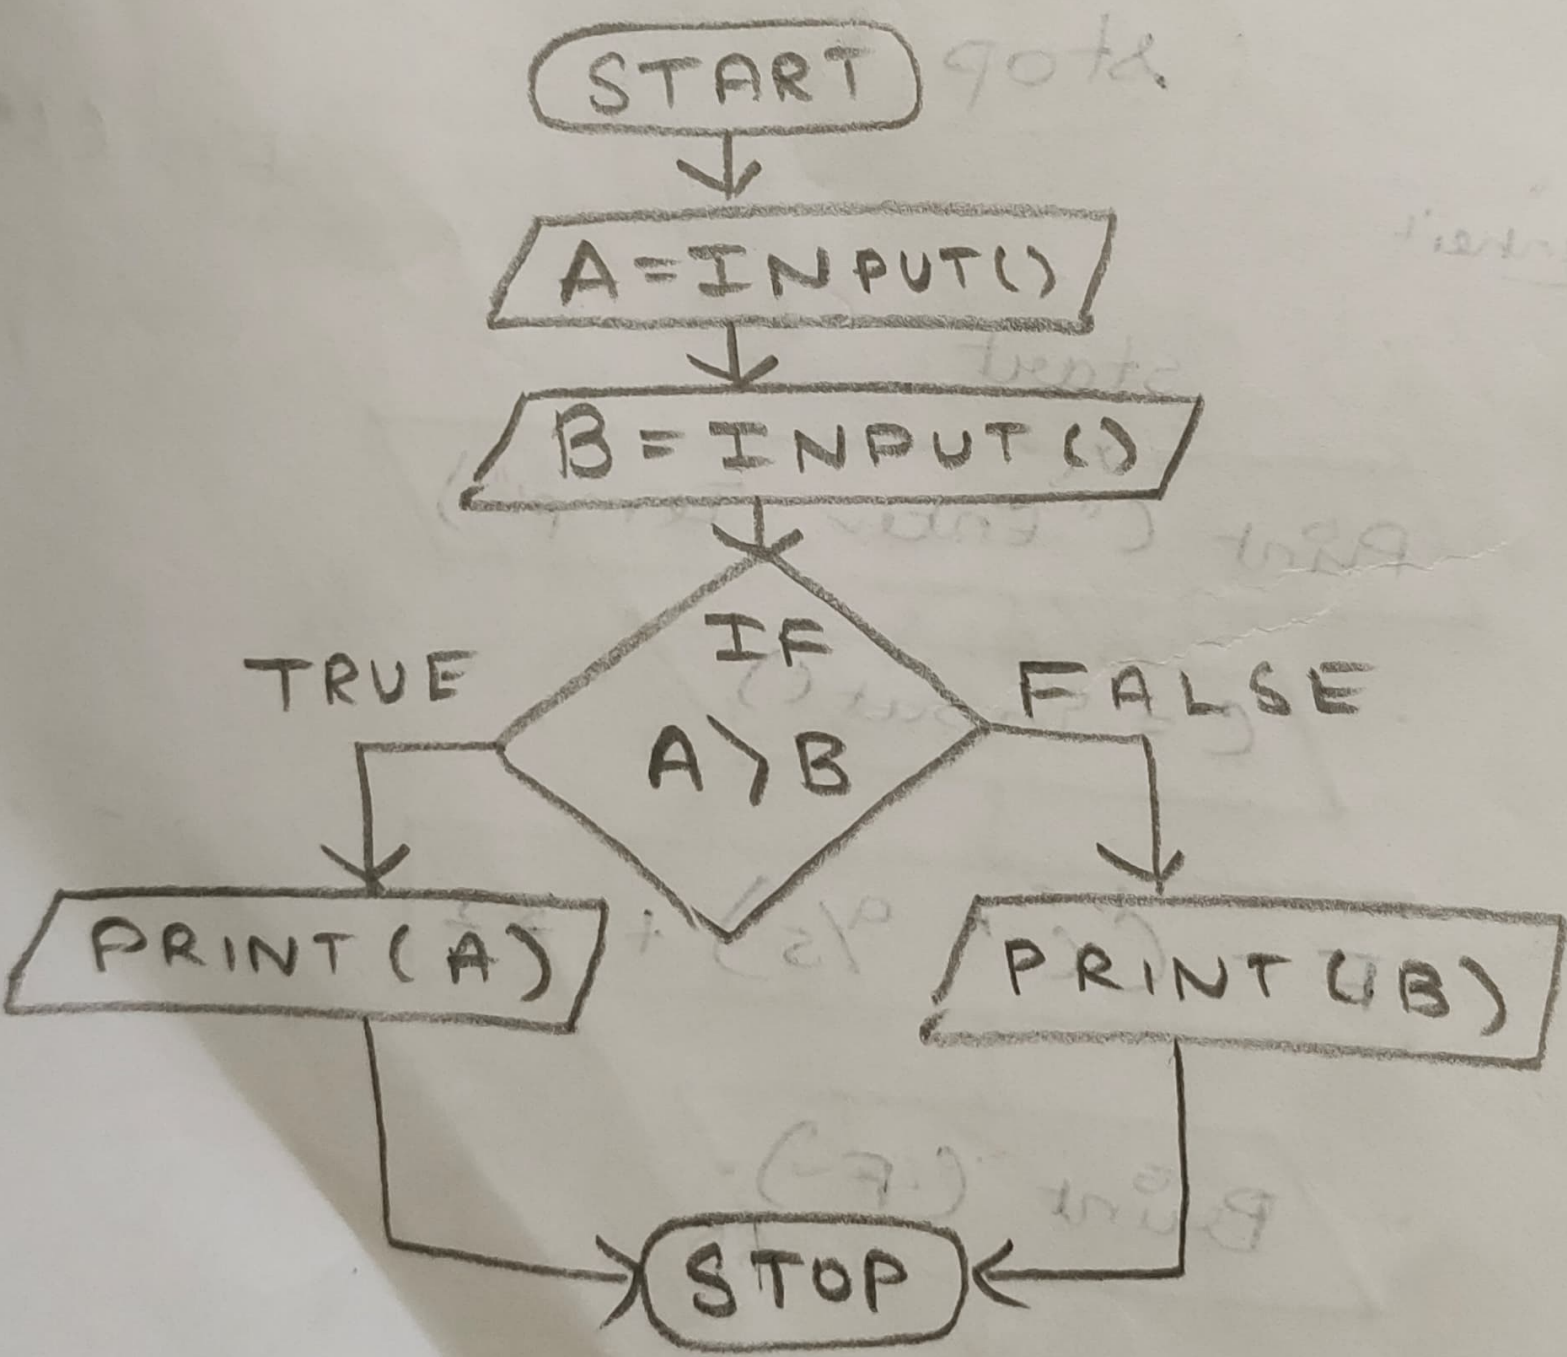 START
A=INPUT()
B=INPUT()
IF
A>B
TRUE
FALSE
PRINT(A)
PRINT(B)
STOP